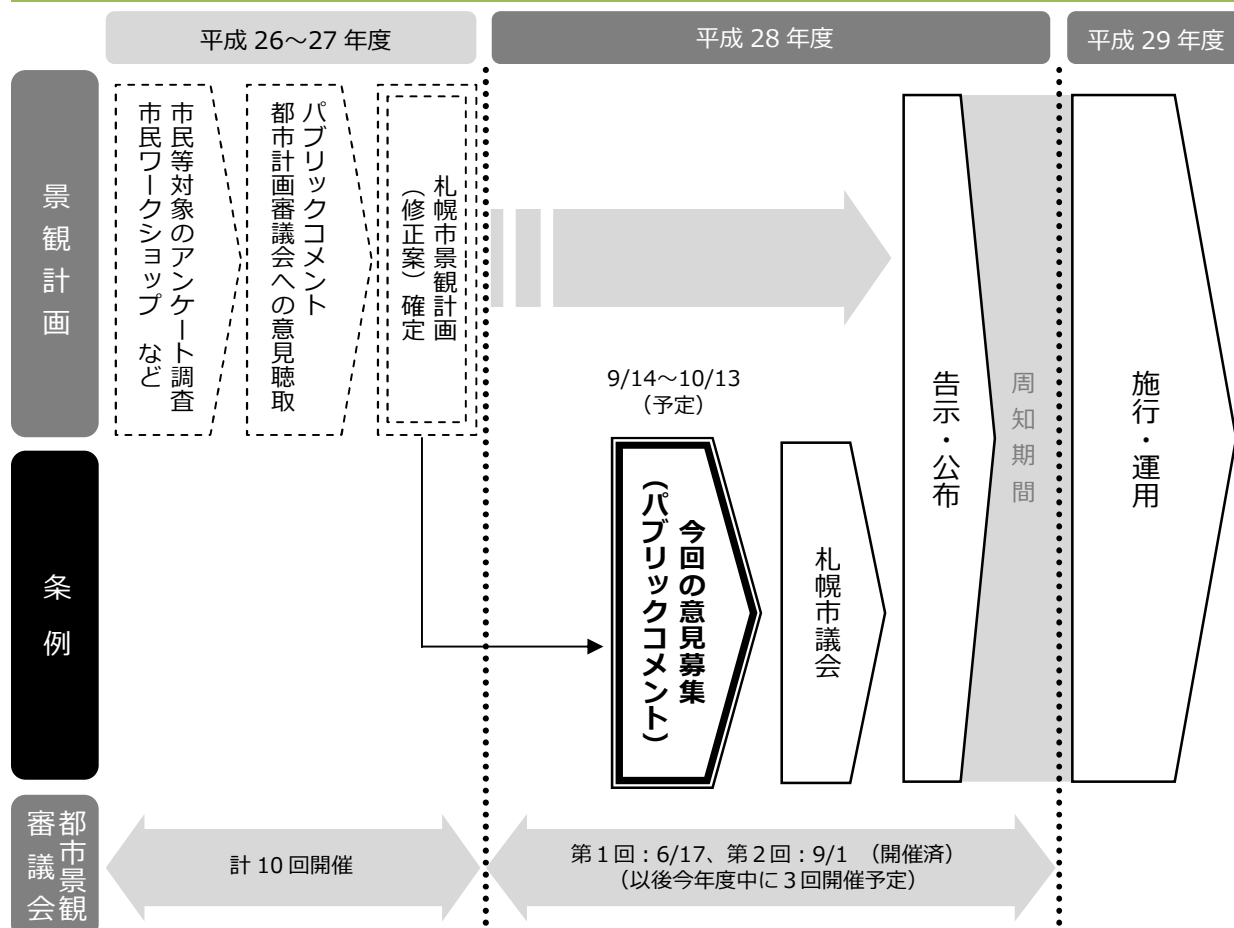 平成 26～27 年度
平成 28 年度
平成 29 年度
景観計画
市民等対象のアンケート調査
市民ワークショップ など
パブリックコメント
都市計画審議会への意見聴取
札幌市景観計画
（修正案）確定
9/14～10/13
（予定）
告示・公布
周知期間
施行・運用
条例
今回の意見募集
（パブリックコメント）
札幌市議会
都市景観
審議会
計 10 回開催
第１回：6/17、第２回：9/1 （開催済）
（以後今年度中に３回開催予定）